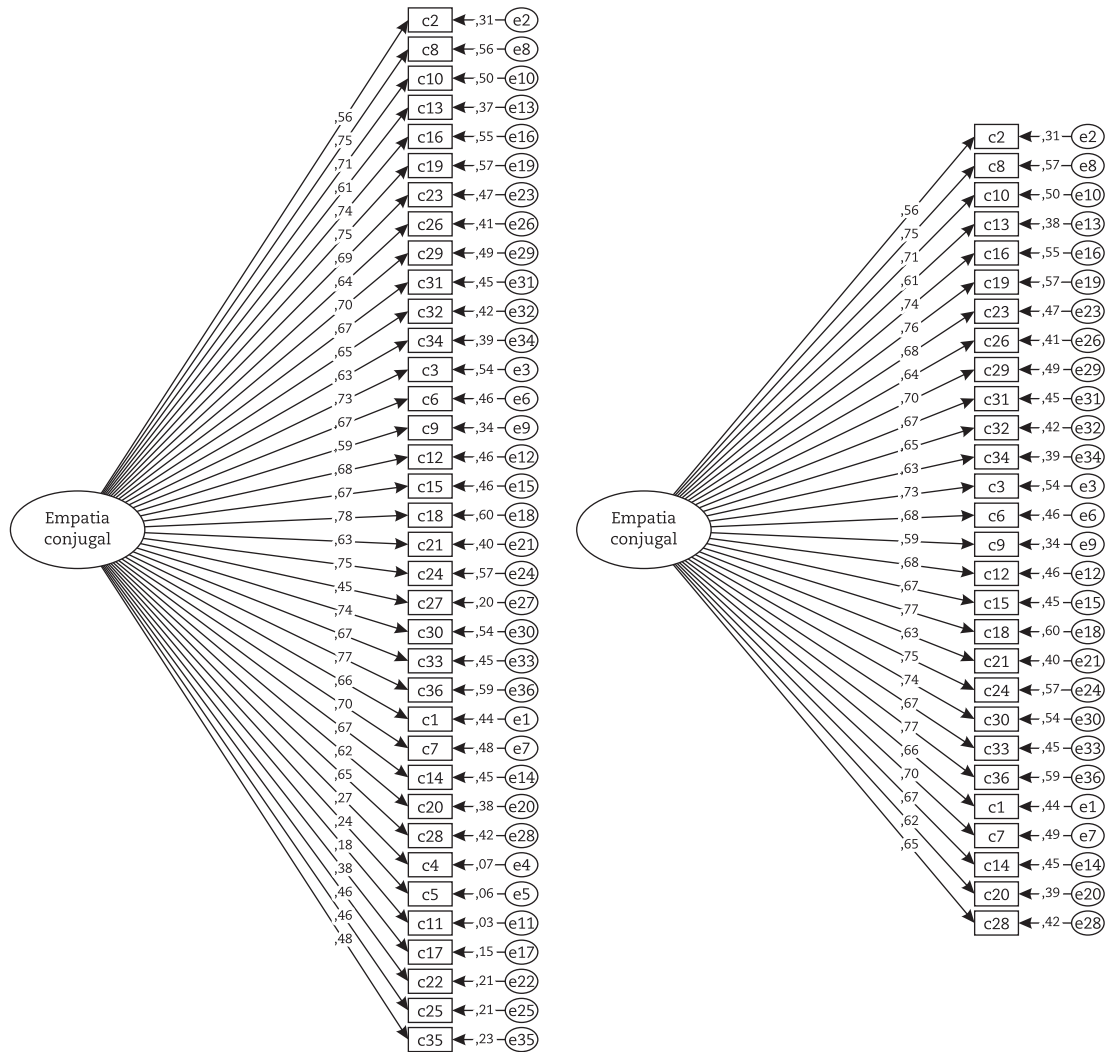 c2 ,31 e2
c8 ,56 e8
c10 ,50 e10
c13 ,37 e13
c16 ,55 e16
c19 ,57 e19
c23 ,47 e23
c26 ,41 e26
c29 ,49 e29
c31 ,45 e31
c32 ,42 e32
c34 ,39 e34
c3 ,54 e3
c6 ,46 e6
c9 ,34 e9
c12 ,46 e12
c15 ,46 e15
c18 ,60 e18
c21 ,40 e21
c24 ,57 e24
c27 ,20 e27
c30 ,54 e30
c33 ,45 e33
c36 ,59 e36
c1 ,44 e1
c7 ,48 e7
c14 ,45 e14
c20 ,38 e20
c28 ,42 e28
c4 ,07 e4
c5 ,06 e5
c11 ,03 e11
c17 ,15 e17
c22 ,21 e22
c25 ,21 e25
c35 ,23 e35
,56
,75
,71
,61
,74
,75
,69
,64
,70
,67
,65
,63
,73
,67
,59
,68
,67
,78
,63
,75
,45
,74
,67
,77
,66
,70
,67
,62
,65
,27
,24
,18
,38
,46
,46
,48
Empatia
conjugal
c2 ,31 e2
c8 ,57 e8
c10 ,50 e10
c13 ,38 e13
c16 ,55 e16
c19 ,57 e19
c23 ,47 e23
c26 ,41 e26
c29 ,49 e29
c31 ,45 e31
c32 ,42 e32
c34 ,39 e34
c3 ,54 e3
c6 ,46 e6
c9 ,34 e9
c12 ,46 e12
c15 ,45 e15
c18 ,60 e18
c21 ,40 e21
c24 ,57 e24
c30 ,54 e30
c33 ,45 e33
c36 ,59 e36
c1 ,44 e1
c7 ,49 e7
c14 ,45 e14
c20 ,39 e20
c28 ,42 e28
,56
,75
,71
,61
,74
,76
,68
,64
,70
,67
,65
,63
,73
,68
,59
,68
,67
,77
,63
,75
,74
,67
,77
,66
,70
,67
,62
,65
Empatia
conjugal